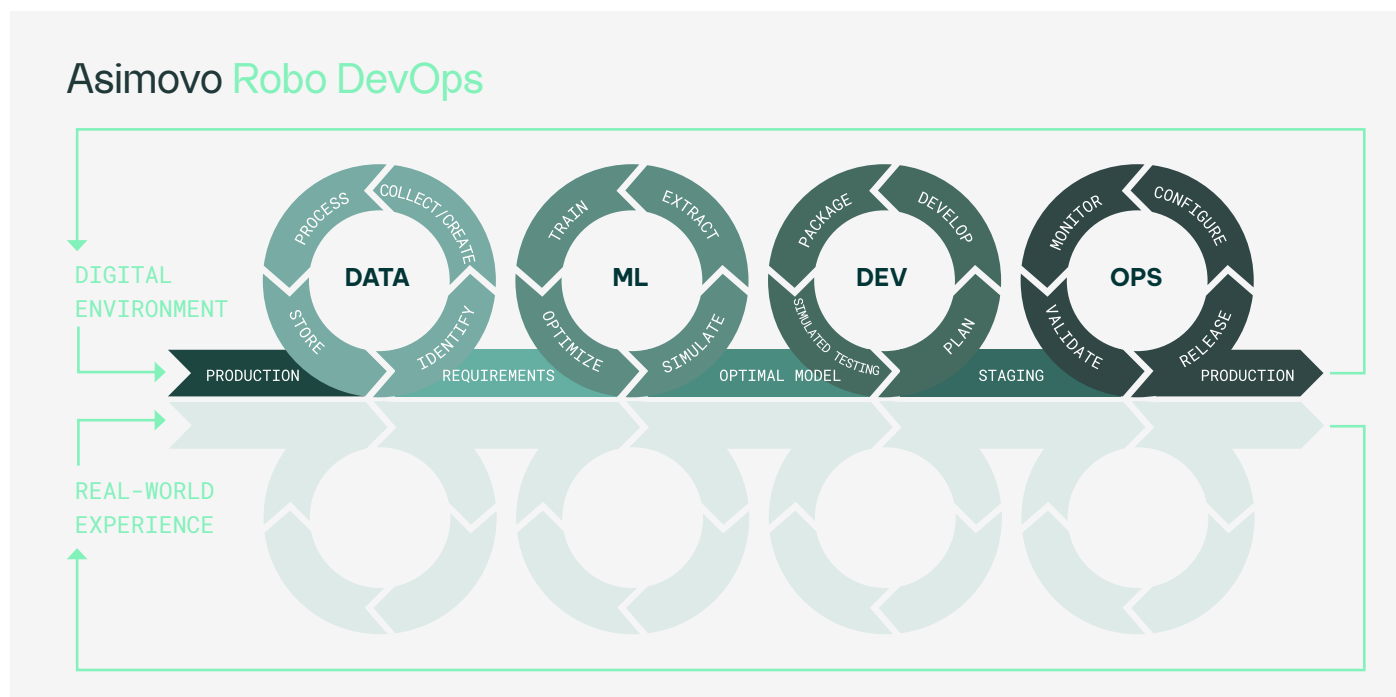 Asimovo Robo DevOps
DIGITAL
ENVIRONMENT
PROCESS
COLLECT/CREATE
STORE
IDENTIFY
DATA
TRAIN
EXTRACT
OPTIMIZE
SIMULATE
ML
PACKAGE
DEVELOP
SIMULATED TESTING
PLAN
DEV
MONITOR
CONFIGURE
VALIDATE
RELEASE
OPS
PRODUCTION
REQUIREMENTS
OPTIMAL MODEL
STAGING
PRODUCTION
REAL-WORLD
EXPERIENCE